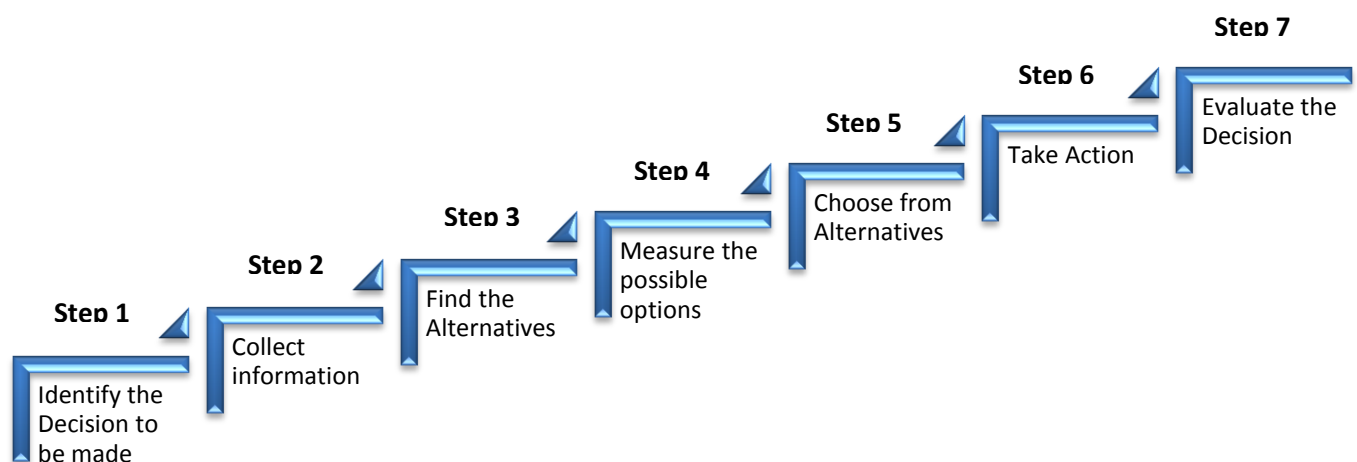 Step 1
Identify the
Decision to
be made
Step 2
Collect
information
Step 3
Find the
Alternatives
Step 4
Measure the
possible
options
Step 5
Choose from
Alternatives
Step 6
Take Action
Step 7
Evaluate the
Decision